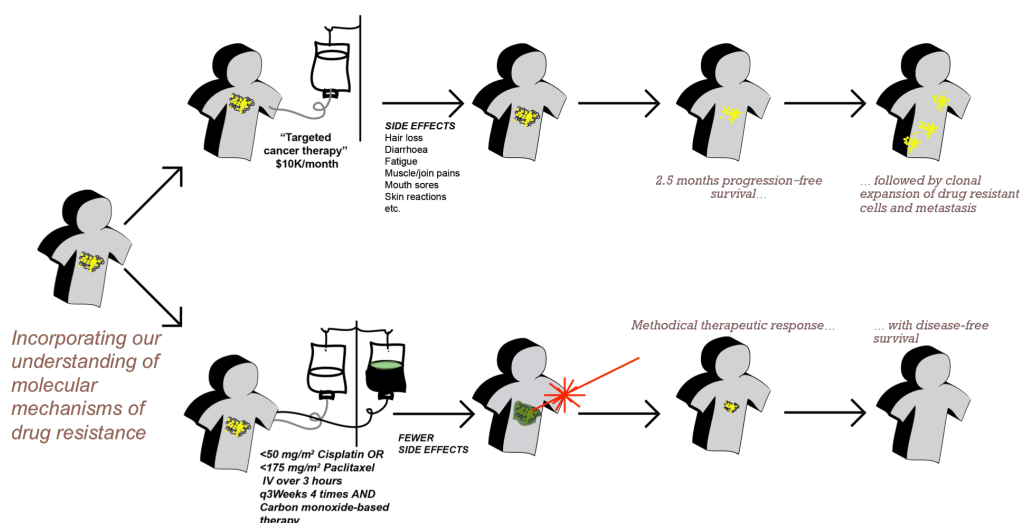 "Targeted
cancer therapy"
$10K/month
SIDE EFFECTS
Hair loss
Diarrhoea
Fatigue
Muscle/join pains
Mouth sores
Skin reactions
etc.
2.5 months progression–free
survival...
... followed by clonal
expansion of drug resistant
cells and metastasis
Incorporating our
understanding of
molecular
mechanisms of
drug resistance
<50 mg/m² Cisplatin OR
<175 mg/m² Paclitaxel
IV over 3 hours
q3Weeks 4 times AND
Carbon monoxide-based
therapy
FEWER
SIDE EFFECTS
Methodical therapeutic response...
... with disease-free
survival